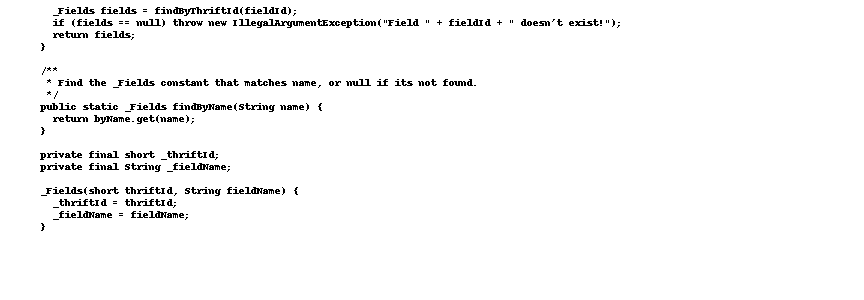 _Fields fields = findByThriftId(fieldId);
if (fields == null) throw new IllegalArgumentException("Field " + fieldId + " doesn't exist!");
return fields;
}
/**
* Find the _Fields constant that matches name, or null if its not found.
*/
public static _Fields findByName(String name) {
return byName.get(name);
}
private final short _thriftId;
private final String _fieldName;
_Fields(short thriftId, String fieldName) {
_thriftId = thriftId;
_fieldName = fieldName;
}